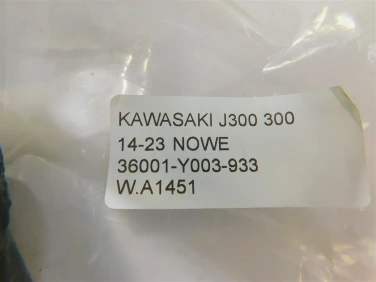 KAWASAKI J300 300
14-23 NOWE
36001-Y003-933
W.A1451